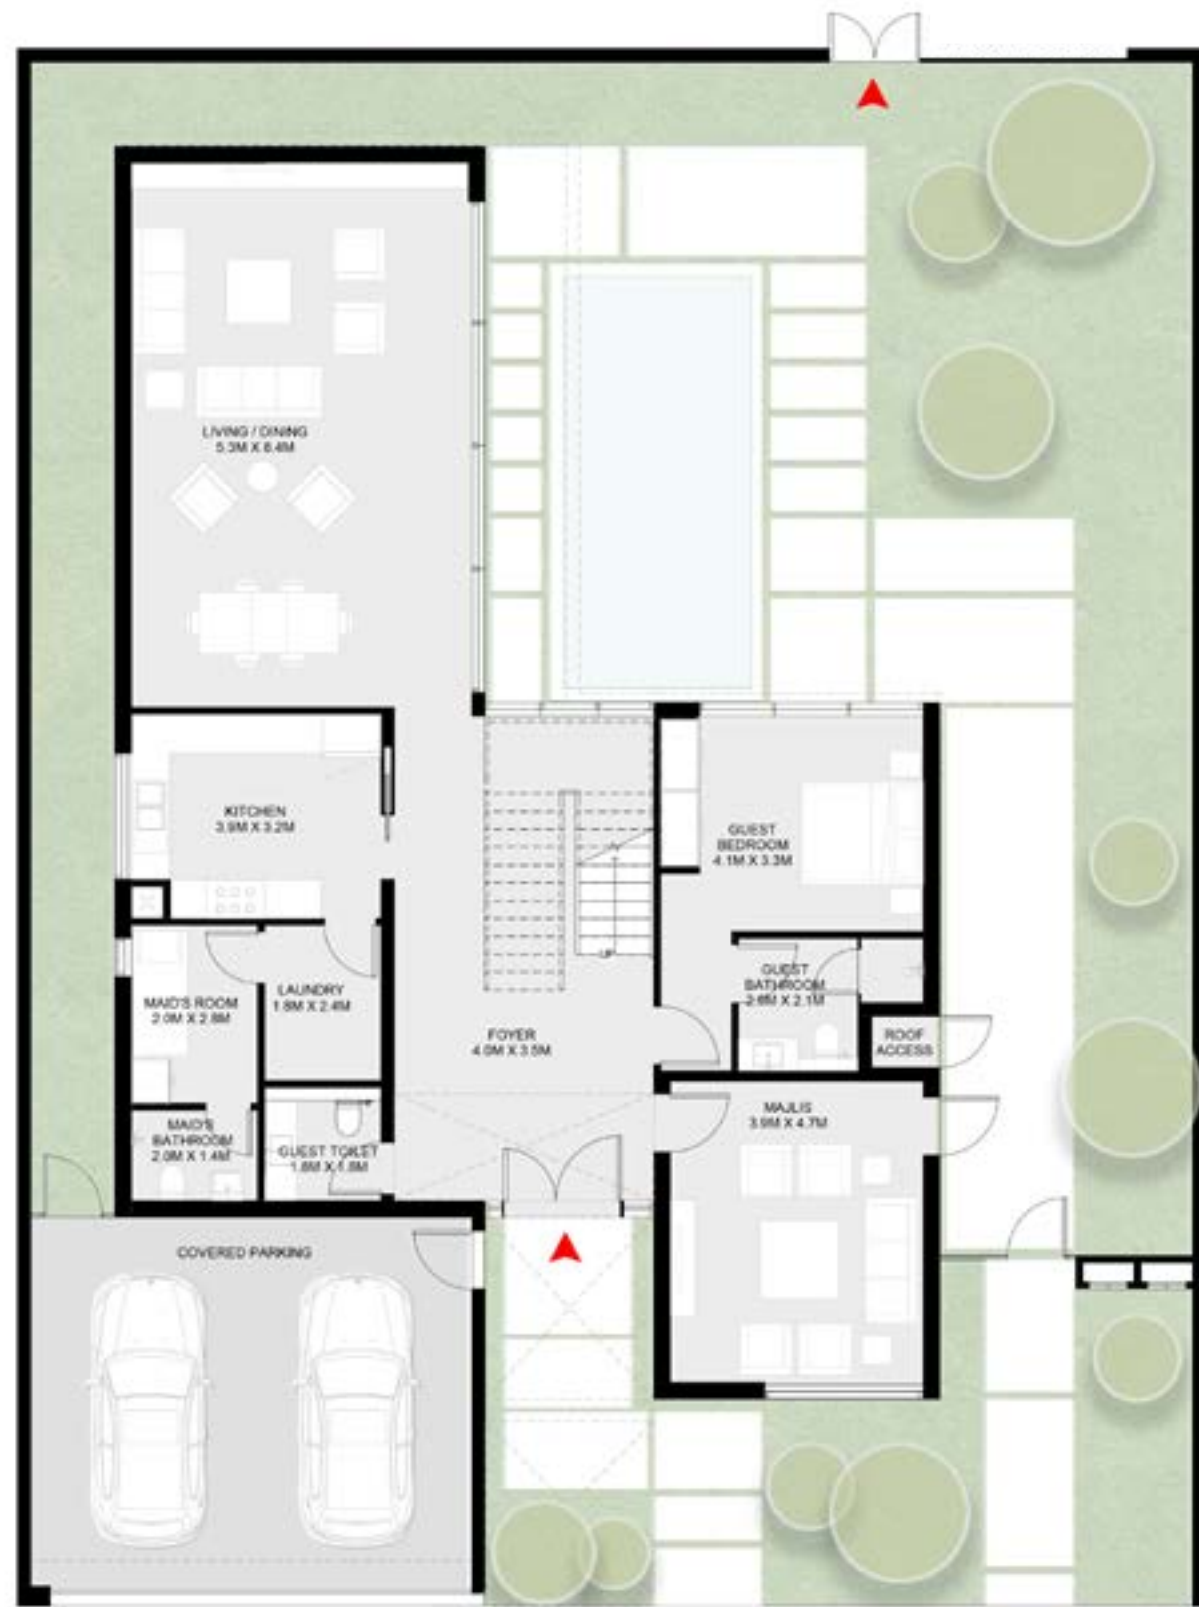 LIVING / DINING
5.3M X 8.4M
KITCHEN
3.9M X 3.2M
GUEST
BEDROOM
4.1M X 3.3M
GUEST
BATHROOM
2.6M X 2.1M
LAUNDRY
1.8M X 2.4M
MAID'S ROOM
2.0M X 2.8M
UP
FOYER
4.0M X 3.5M
ROOF
ACCESS
MAJLIS
3.9M X 4.7M
MAID'S
BATHROOM
2.0M X 1.4M
GUEST TOILET
1.8M X 1.8M
COVERED PARKING